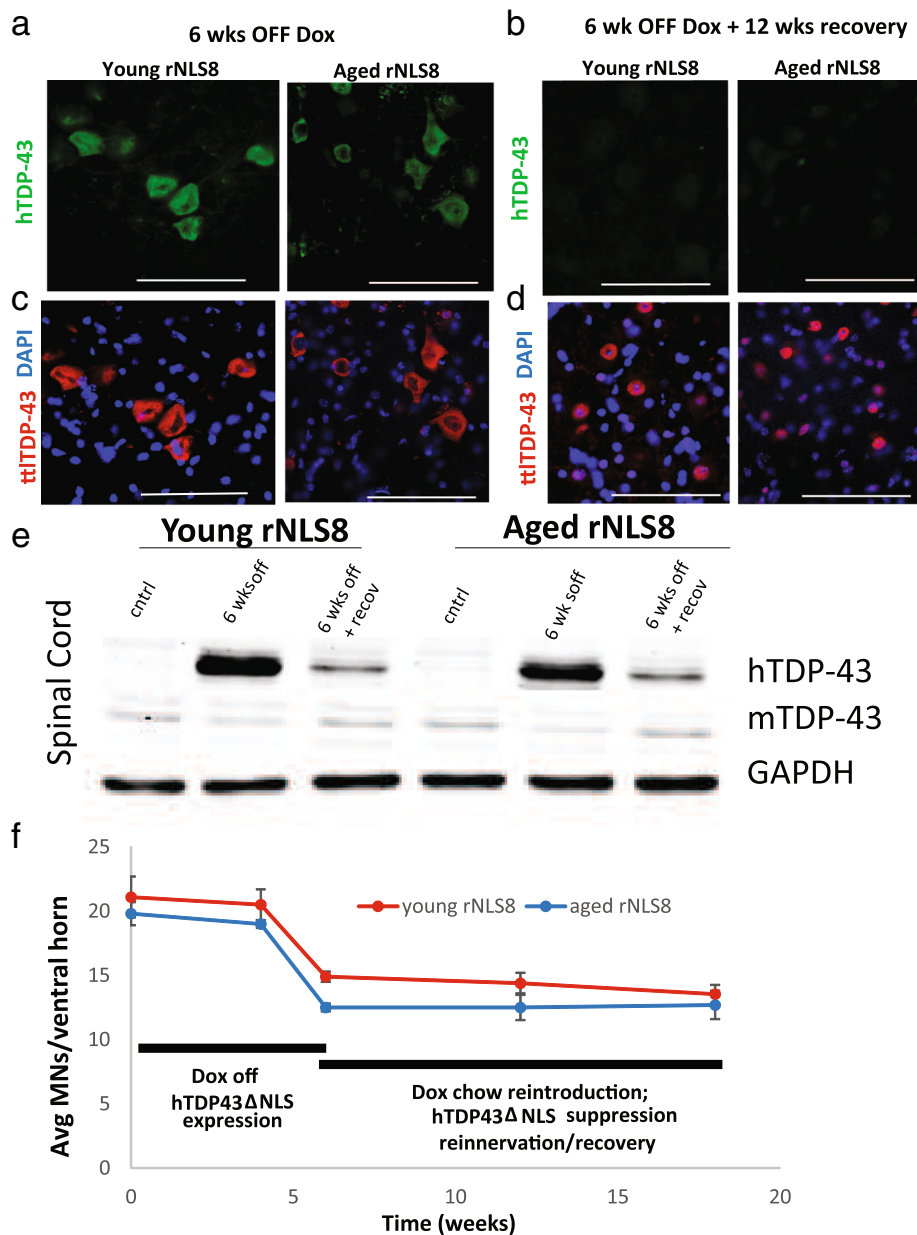 a
6 wks OFF Dox
Young rNLS8
Aged rNLS8
hTDP-43
b
6 wk OFF Dox + 12 wks recovery
Young rNLS8
Aged rNLS8
hTDP-43
c
ttlTDP-43 DAPI
d
ttlTDP-43 DAPI
e
Young rNLS8
Aged rNLS8
cntrl
6 wksoff
6 wks off
+ recov
cntrl
6 wk soff
6 wks off
+ recov
Spinal Cord
hTDP-43
mTDP-43
GAPDH
f
Avg MNs/ventral horn
25
20
15
10
5
0
young rNLS8
aged rNLS8
Dox off
hTDP43ΔNLS
expression
Dox chow reintroduction;
hTDP43ΔNLS suppression
reinnervation/recovery
0
5
10
15
20
Time (weeks)